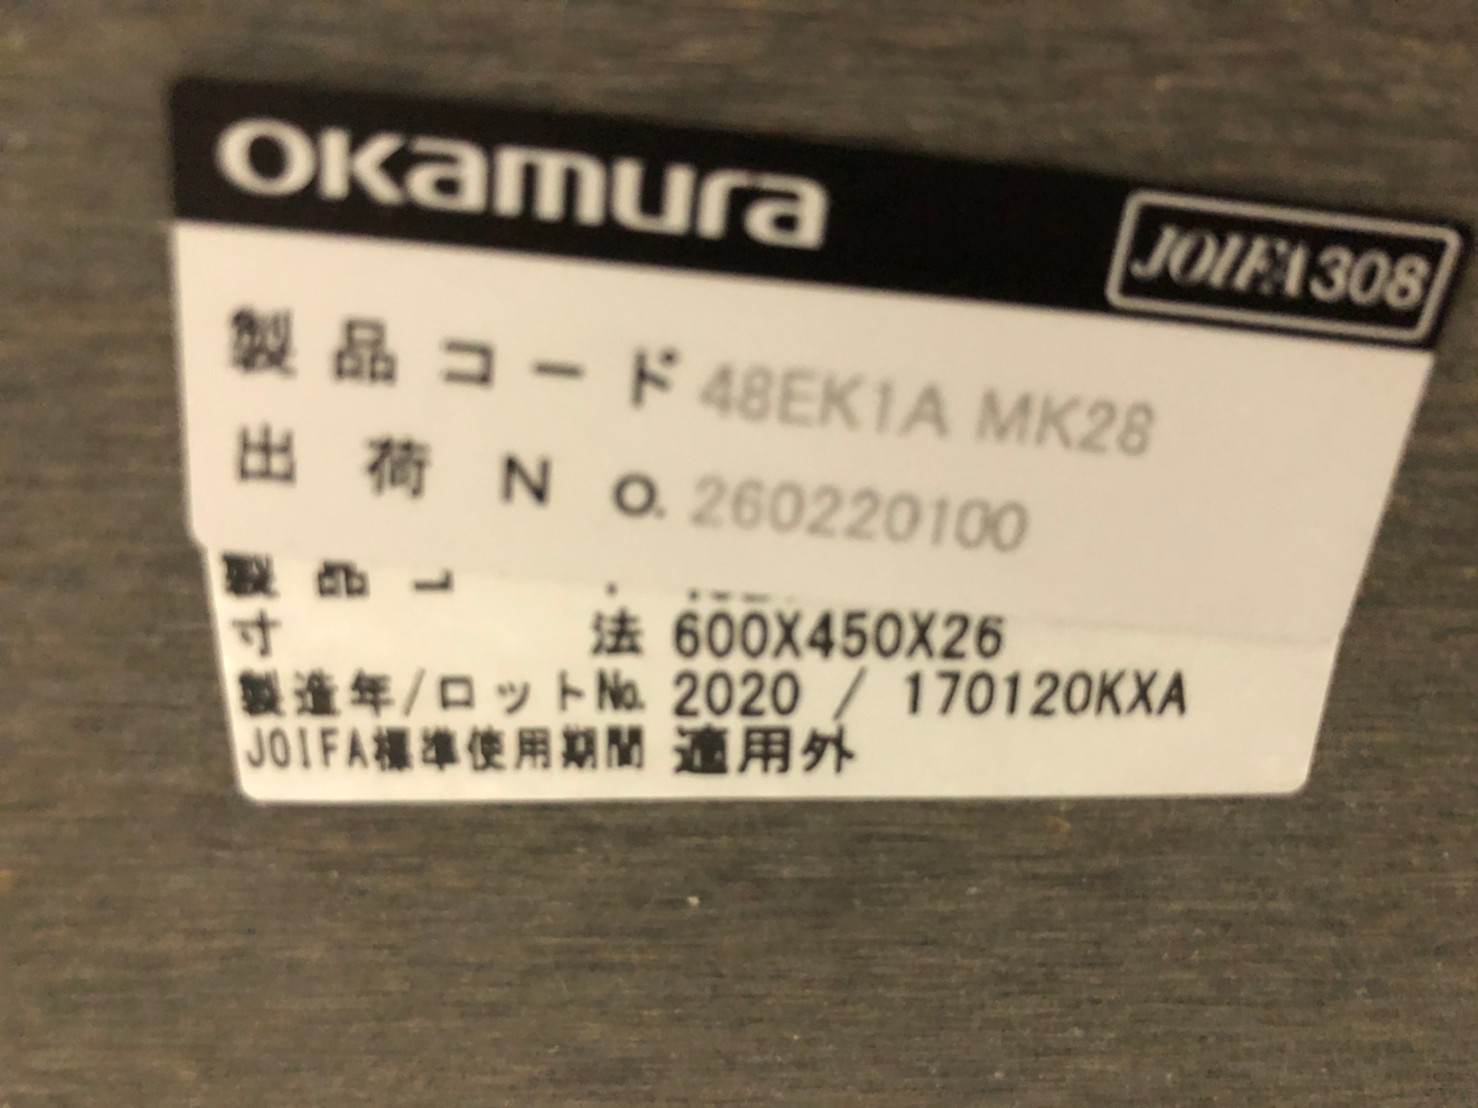 OKamura
JOIFA308
製品コード 48EK1A MK28
出荷No. 260220100
製品
寸法 600X450X26
製造年/ロット№ 2020 / 170120KXA
JOIFA標準使用期間 適用外